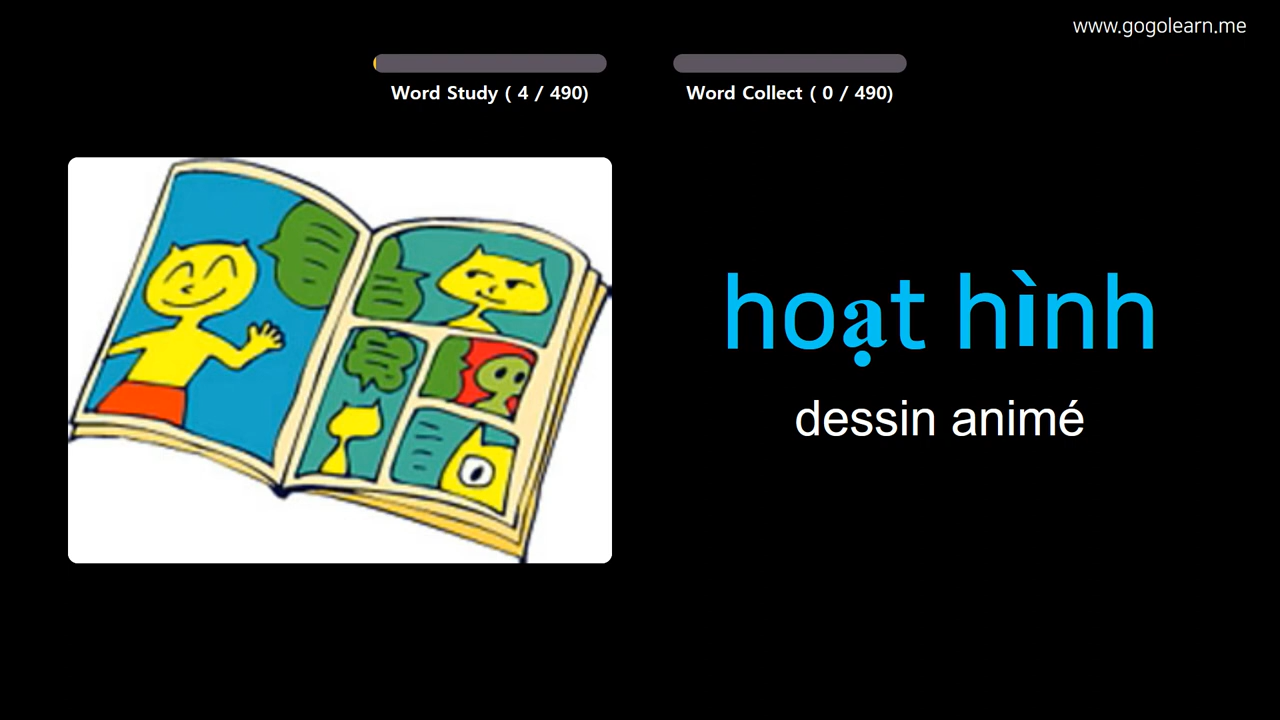 www.gogolearn.me
Word Study ( 4 / 490)
Word Collect ( 0 / 490)
hoạt hình
dessin animé